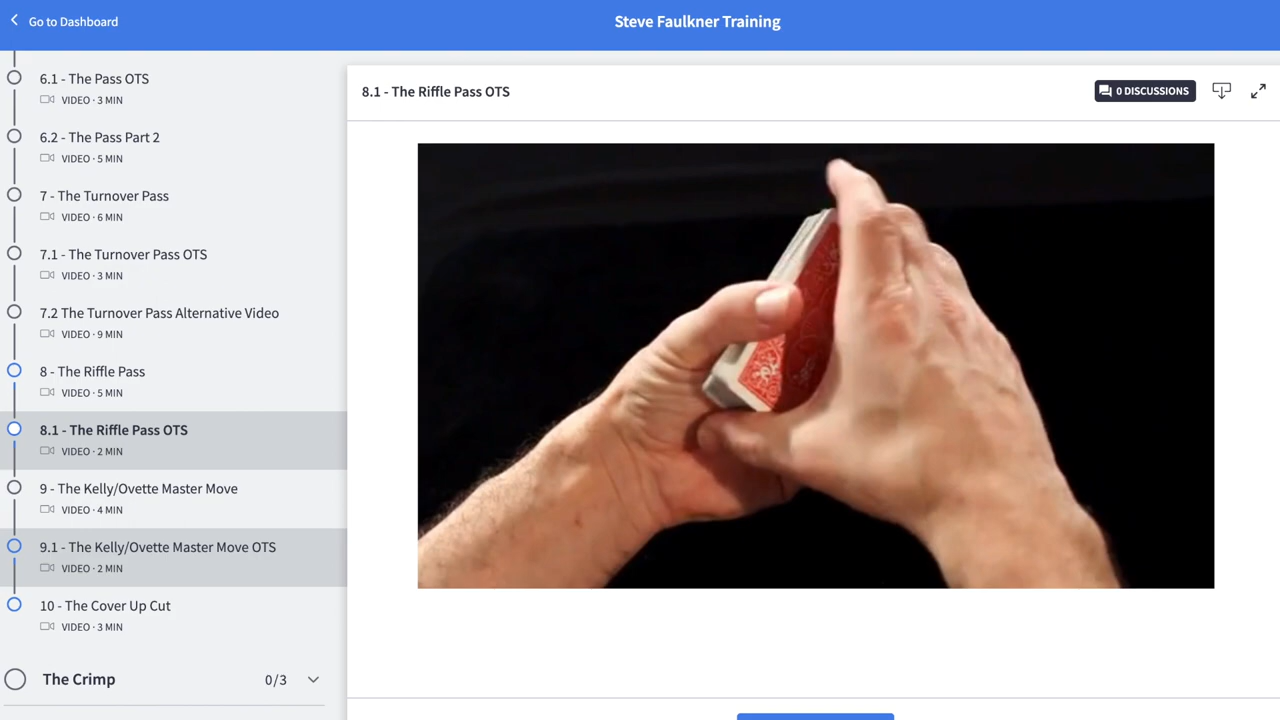 Go to Dashboard
Steve Faulkner Training
6.1 - The Pass OTS
VIDEO · 3 MIN
6.2 - The Pass Part 2
VIDEO · 5 MIN
7 - The Turnover Pass
VIDEO · 6 MIN
7.1 - The Turnover Pass OTS
VIDEO · 3 MIN
7.2 The Turnover Pass Alternative Video
VIDEO · 9 MIN
8 - The Riffle Pass
VIDEO · 5 MIN
8.1 - The Riffle Pass OTS
VIDEO · 2 MIN
9 - The Kelly/Ovette Master Move
VIDEO · 4 MIN
9.1 - The Kelly/Ovette Master Move OTS
VIDEO · 2 MIN
10 - The Cover Up Cut
VIDEO · 3 MIN
The Crimp 0/3
8.1 - The Riffle Pass OTS
0 DISCUSSIONS